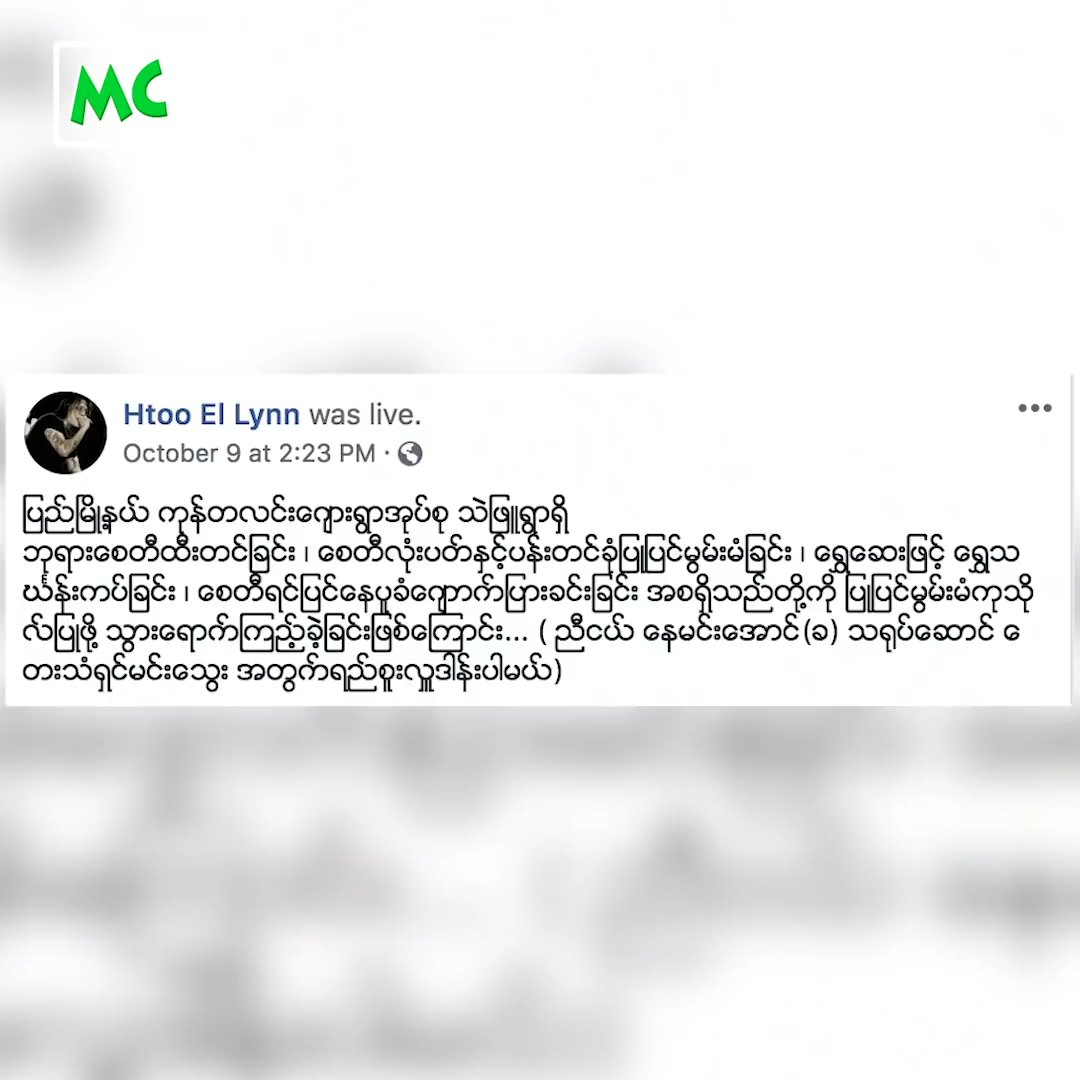 MC
Htoo El Lynn was live.
October 9 at 2:23 PM ·
ပြည်မြို့နယ် ကုန်တလင်းဂျေားရွာအုပ်စု သဲဖြူရွာရှိ
ဘုရားစေတီထီးတင်ခြင်း ၊ စေတီလုံးပတ်နှင့်ပန်းတင်ခုံပြုပြင်မွမ်းမံခြင်း ၊ ရွှေဆေးဖြင့် ရွှေသ
င်္ဃန်းကပ်ခြင်း ၊ စေတီရင်ပြင်နေပူခံကျောက်ပြားခင်းခြင်း အစရှိသည်တို့ကို ပြုပြင်မွမ်းမံကုသို
လ်ပြုဖို့ သွားရောက်ကြည့်ခဲ့ခြင်းဖြစ်ကြောင်း... ( ညီငယ် နေမင်းအောင်(ခ) သရုပ်ဆောင် ေ
တးသံရှင်မင်းသွေး အတွက်ရည်စူးလှူဒါန်းပါမယ်)